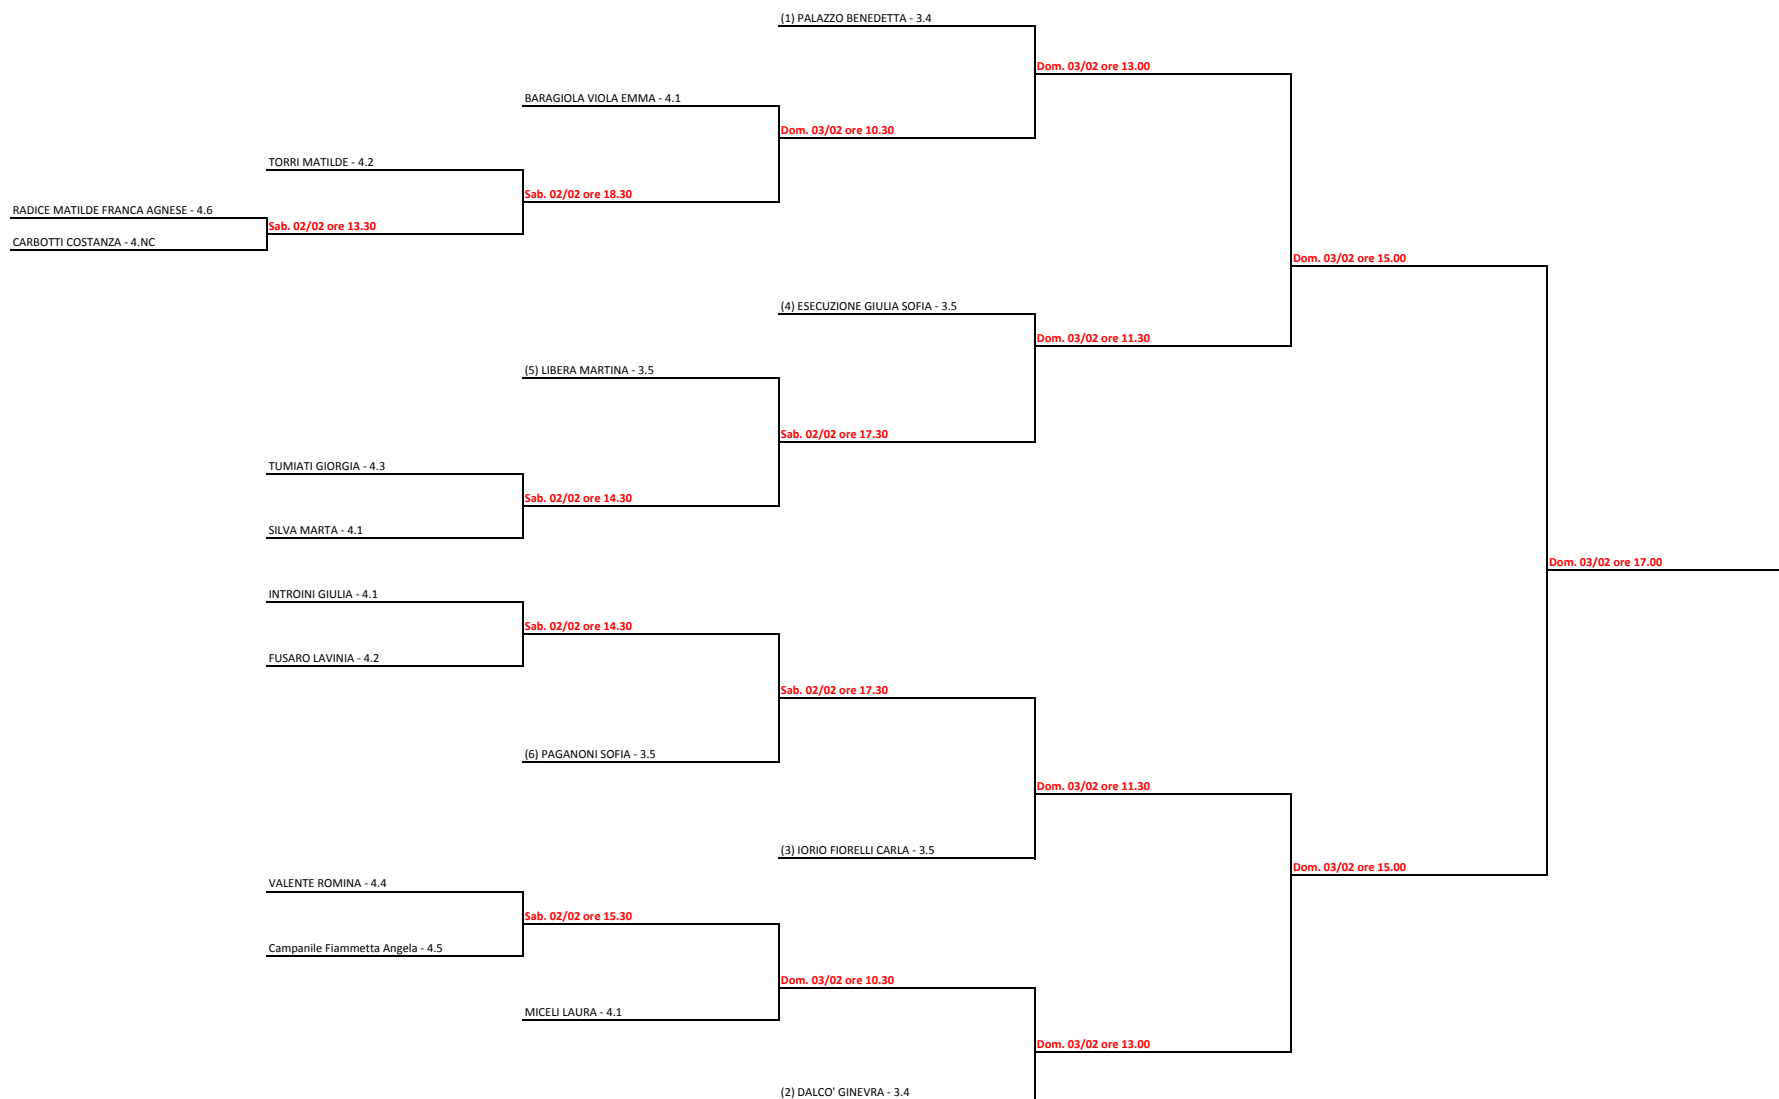 (1) PALAZZO BENEDETTA - 3.4
Dom. 03/02 ore 13.00
BARAGIOLA VIOLA EMMA - 4.1
Dom. 03/02 ore 10.30
TORRI MATILDE - 4.2
Sab. 02/02 ore 18.30
RADICE MATILDE FRANCA AGNESE - 4.6
Sab. 02/02 ore 13.30
CARBOTTI COSTANZA - 4.NC
Dom. 03/02 ore 15.00
(4) ESECUZIONE GIULIA SOFIA - 3.5
Dom. 03/02 ore 11.30
(5) LIBERA MARTINA - 3.5
Sab. 02/02 ore 17.30
TUMIATI GIORGIA - 4.3
Sab. 02/02 ore 14.30
SILVA MARTA - 4.1
Dom. 03/02 ore 17.00
INTROINI GIULIA - 4.1
Sab. 02/02 ore 14.30
FUSARO LAVINIA - 4.2
Sab. 02/02 ore 17.30
(6) PAGANONI SOFIA - 3.5
Dom. 03/02 ore 11.30
(3) IORIO FIORELLI CARLA - 3.5
Dom. 03/02 ore 15.00
VALENTE ROMINA - 4.4
Sab. 02/02 ore 15.30
Campanile Fiammetta Angela - 4.5
Dom. 03/02 ore 10.30
MICELI LAURA - 4.1
Dom. 03/02 ore 13.00
(2) DALCO' GINEVRA - 3.4